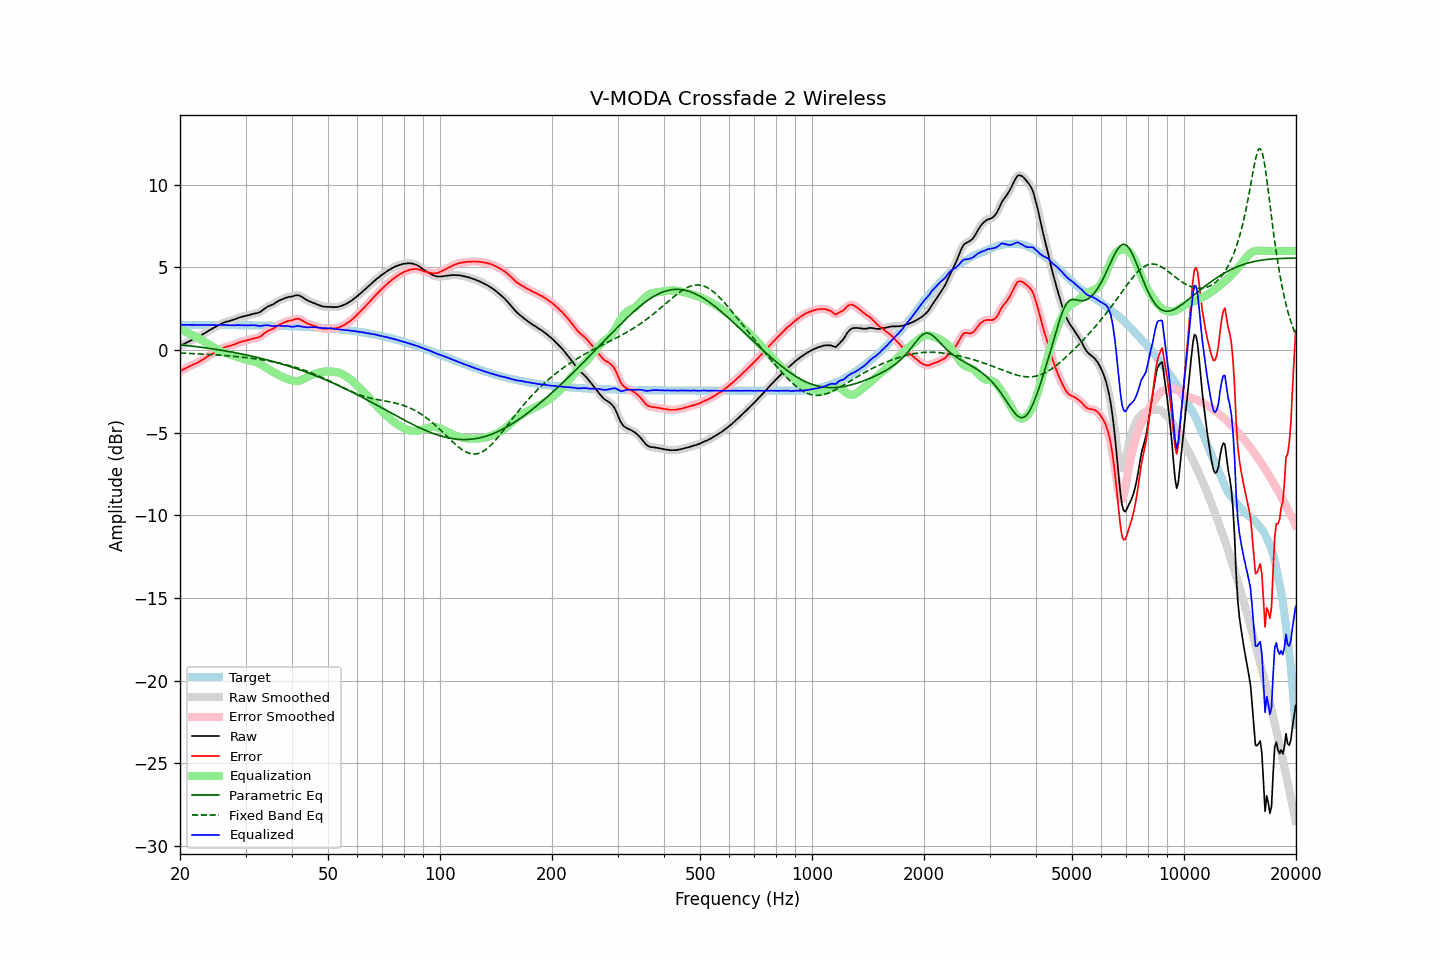 V-MODA Crossfade 2 Wireless
Amplitude (dBr)
10
5
0
−5
−10
−15
−20
−25
−30
Target
Raw Smoothed
Error Smoothed
Raw
Error
Equalization
Parametric Eq
Fixed Band Eq
Equalized
20 50 100 200 500 1000 2000 5000 10000 20000
Frequency (Hz)